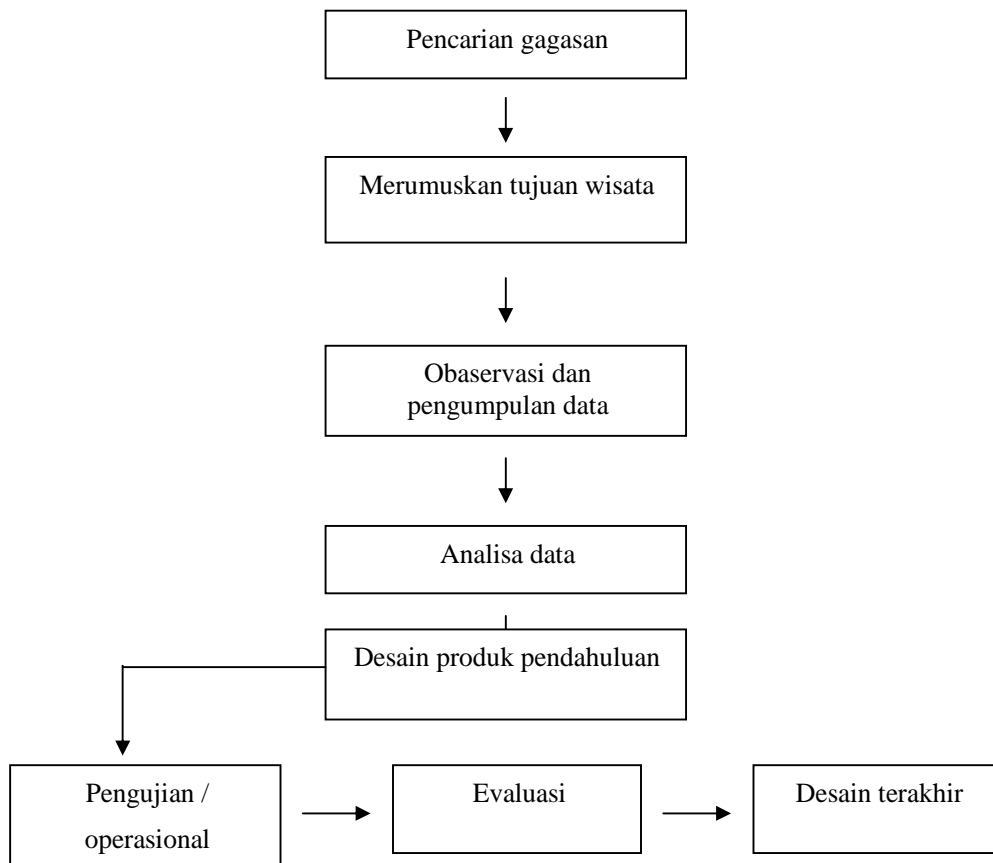 Pencarian gagasan
Merumuskan tujuan wisata
Obaservasi dan
pengumpulan data
Analisa data
Desain produk pendahuluan
Pengujian /
operasional
Evaluasi
Desain terakhir